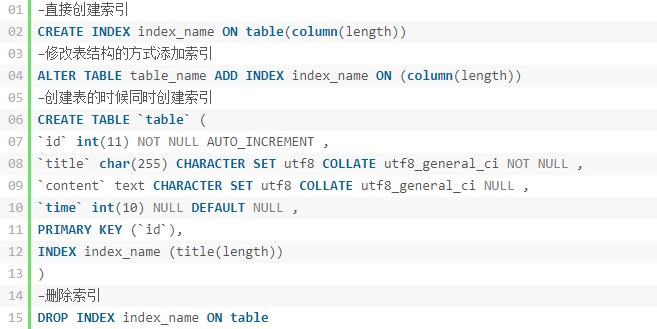 01 –直接创建索引
02 CREATE INDEX index_name ON table(column(length))
03 –修改表结构的方式添加索引
04 ALTER TABLE table_name ADD INDEX index_name ON (column(length))
05 –创建表的时候同时创建索引
06 CREATE TABLE `table` (
07 `id` int(11) NOT NULL AUTO_INCREMENT ,
08 `title` char(255) CHARACTER SET utf8 COLLATE utf8_general_ci NOT NULL ,
09 `content` text CHARACTER SET utf8 COLLATE utf8_general_ci NULL ,
10 `time` int(10) NULL DEFAULT NULL ,
11 PRIMARY KEY (`id`),
12 INDEX index_name (title(length))
13 )
14 –删除索引
15 DROP INDEX index_name ON table